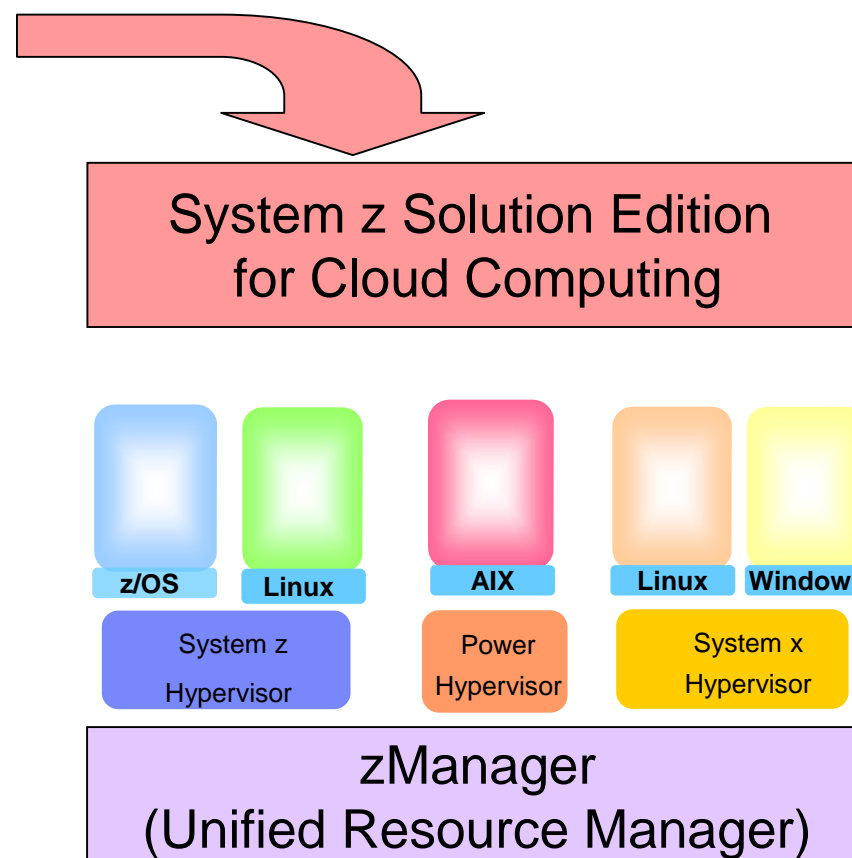 System z Solution Edition
for Cloud Computing
z/OS
Linux
AIX
Linux
Window
System z
Hypervisor
Power
Hypervisor
System x
Hypervisor
zManager
(Unified Resource Manager)